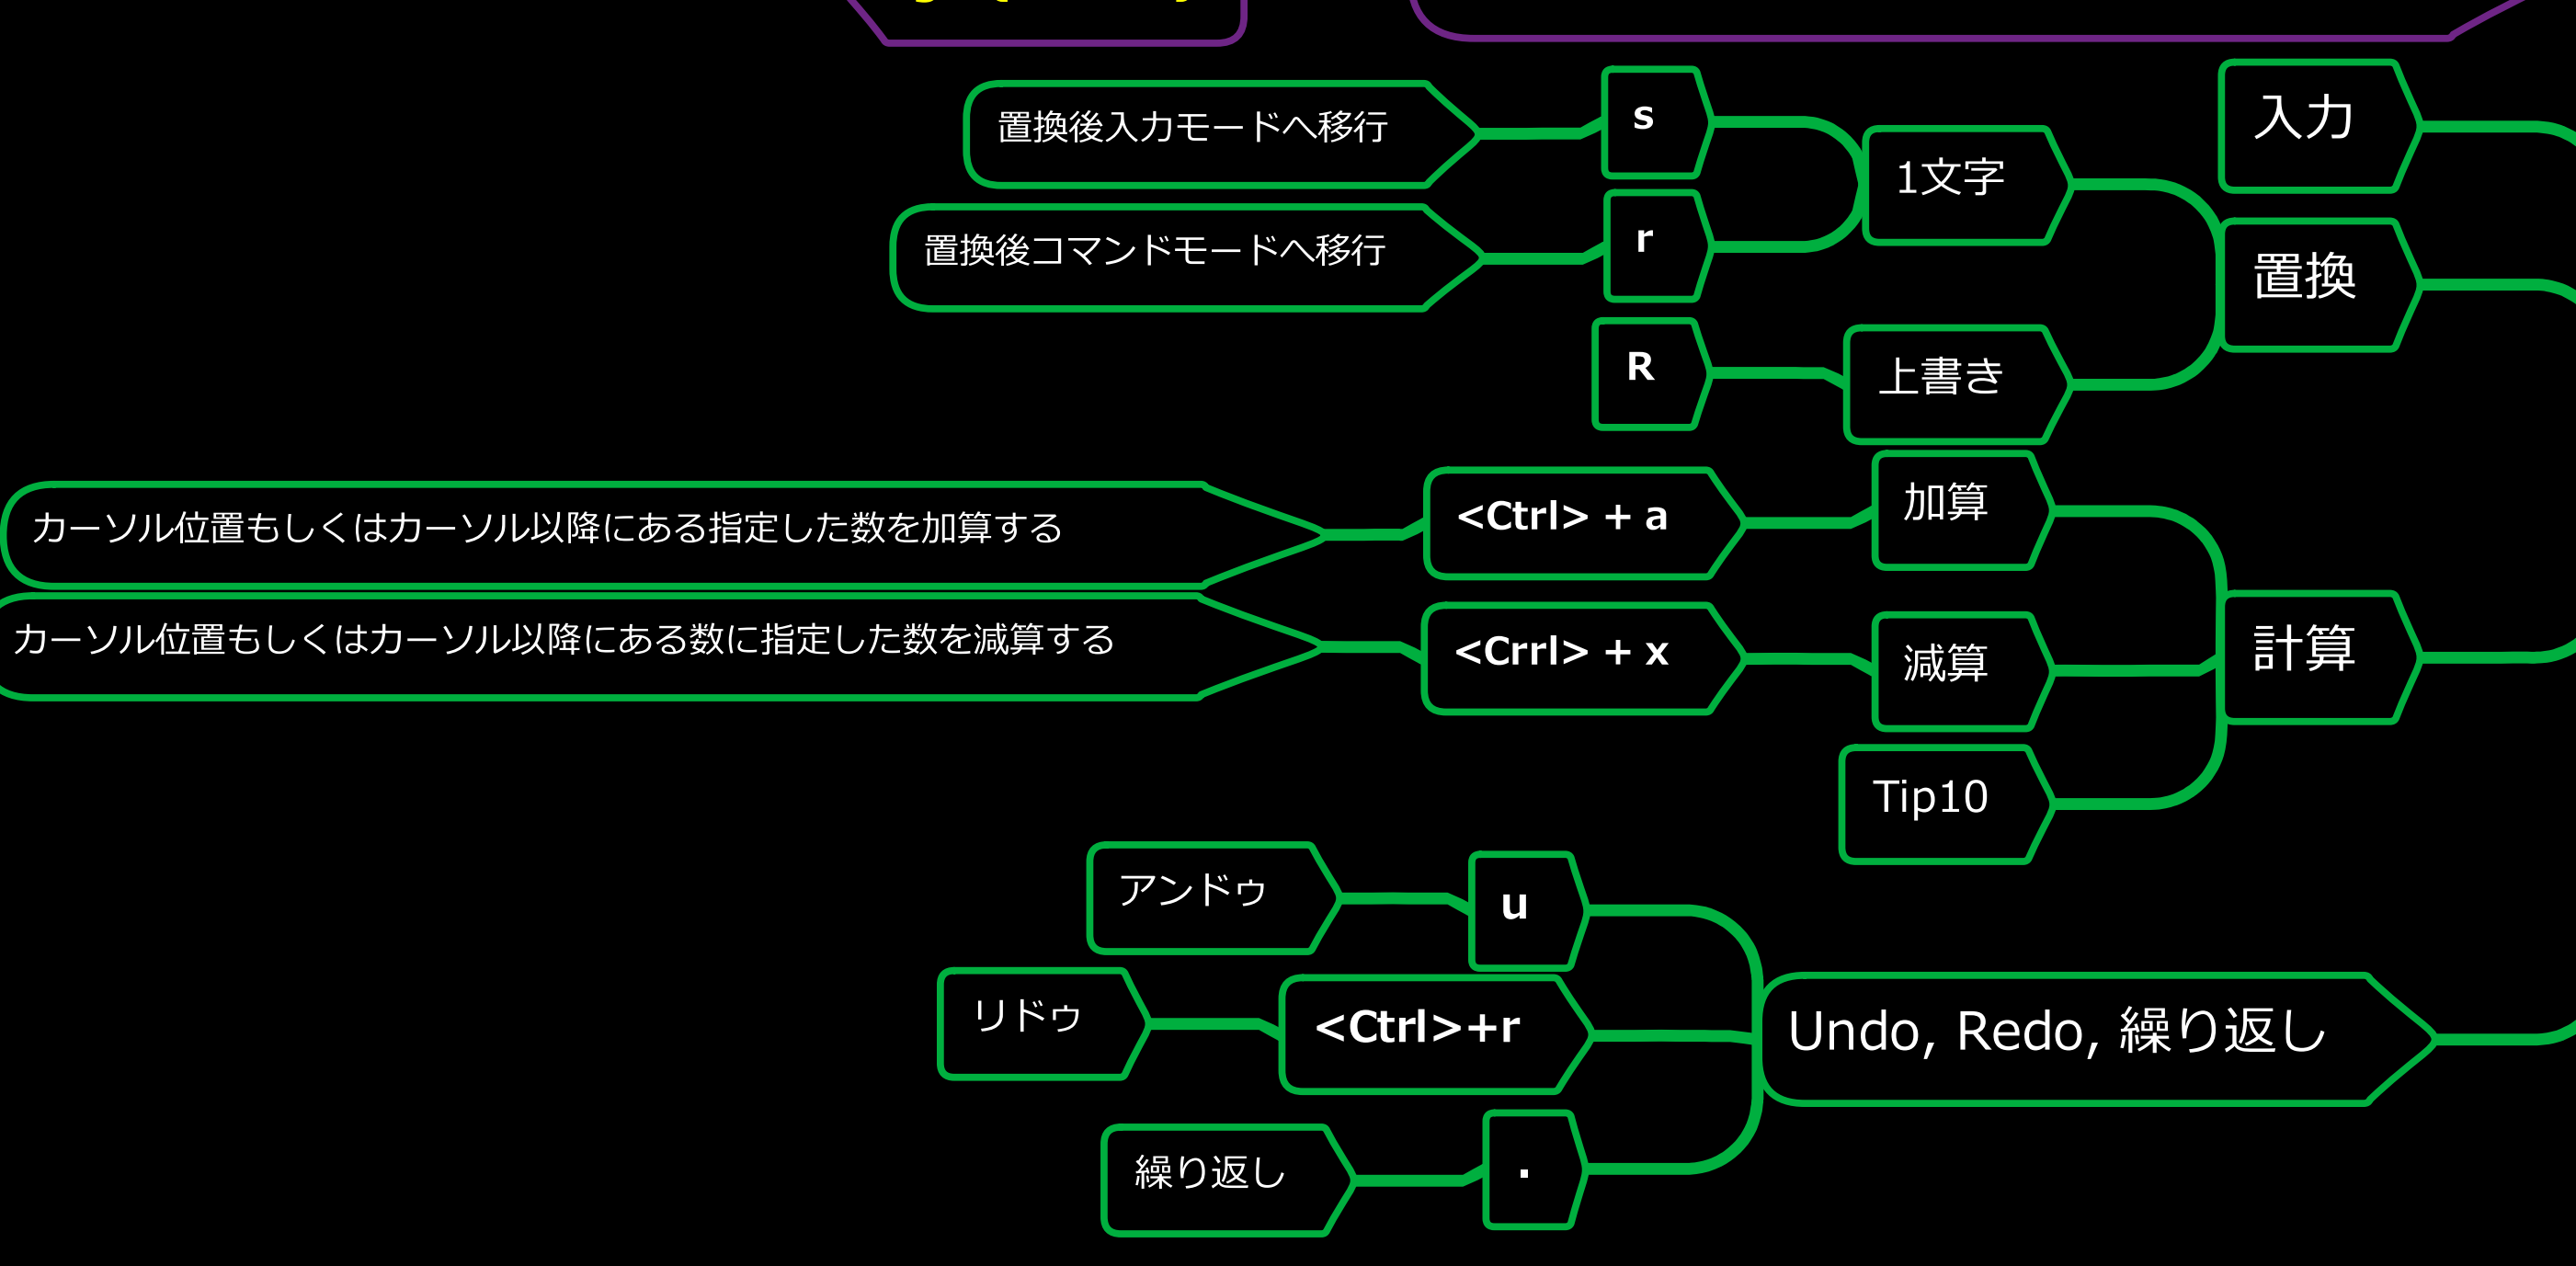 入力
置換
1文字
s
置換後入力モードへ移行
r
置換後コマンドモードへ移行
上書き
R
計算
加算
<Ctrl> + a
カーソル位置もしくはカーソル以降にある指定した数を加算する
減算
<Crrl> + x
カーソル位置もしくはカーソル以降にある数に指定した数を減算する
Tip10
Undo, Redo, 繰り返し
u
アンドゥ
<Ctrl>+r
リドゥ
.
繰り返し